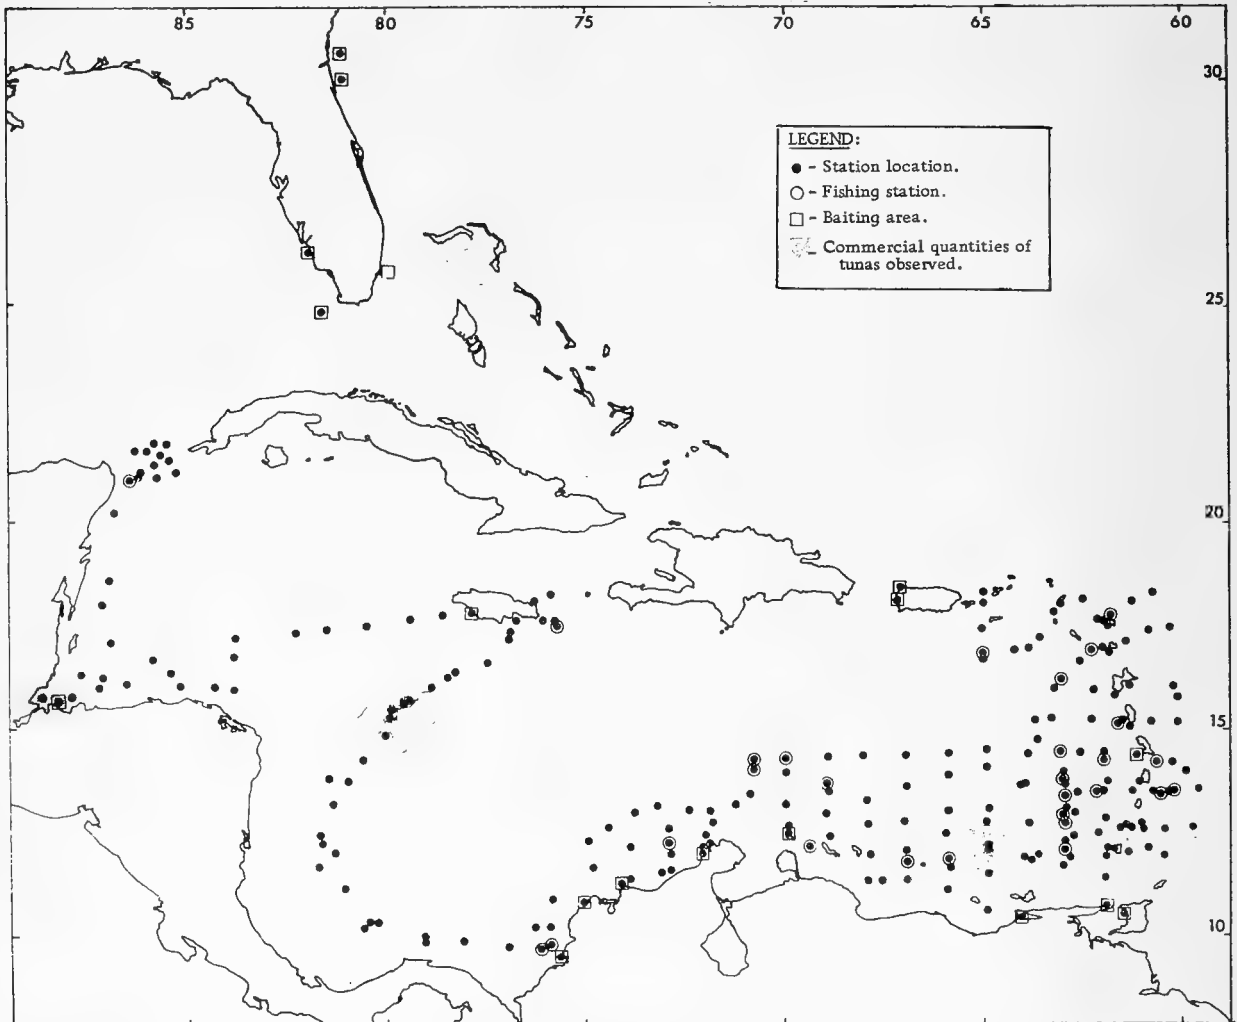 85 80 75 70 65 60
30
LEGEND:
● - Station location.
○ - Fishing station.
□ - Baiting area.
- Commercial quantities of
tunas observed.
25
20
15
10